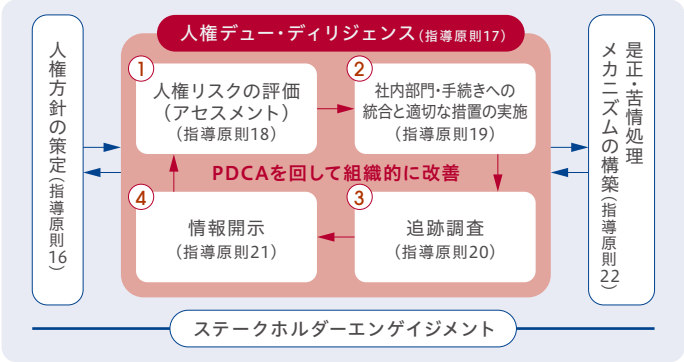 人権デュー・ディリジェンス(指導原則17)
人権方針の策定(指導原則16)
①
人権リスクの評価
(アセスメント)
(指導原則18)
②
社内部門・手続きへの
統合と適切な措置の実施
(指導原則19)
PDCAを回して組織的に改善
④
情報開示
(指導原則21)
③
追跡調査
(指導原則20)
是正・苦情処理
メカニズムの構築(指導原則22)
ステークホルダーエンゲイジメント